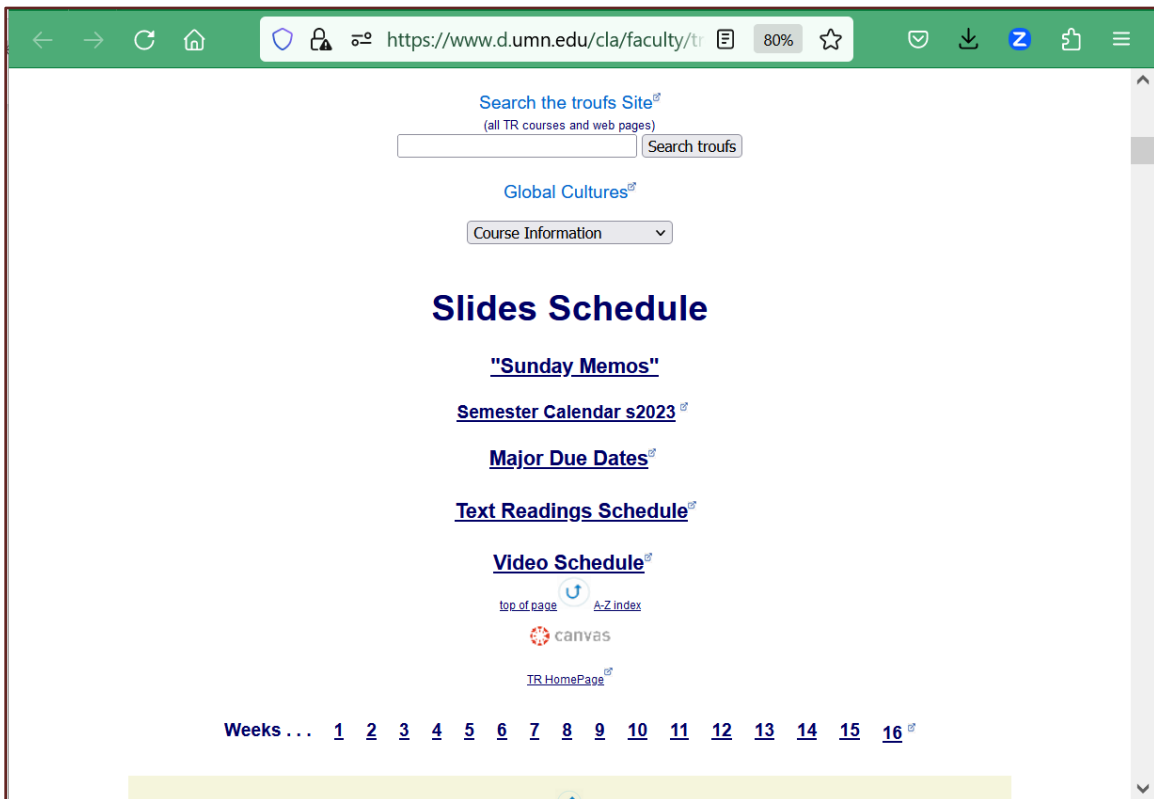 https://www.d.umn.edu/cla/faculty/tr 80%
Search the troufs Site
(all TR courses and web pages)
Search troufs
Global Cultures
Course Information
Slides Schedule
"Sunday Memos"
Semester Calendar s2023
Major Due Dates
Text Readings Schedule
Video Schedule
top of page A-Z index
canvas
TR HomePage
Weeks . . . 1 2 3 4 5 6 7 8 9 10 11 12 13 14 15 16